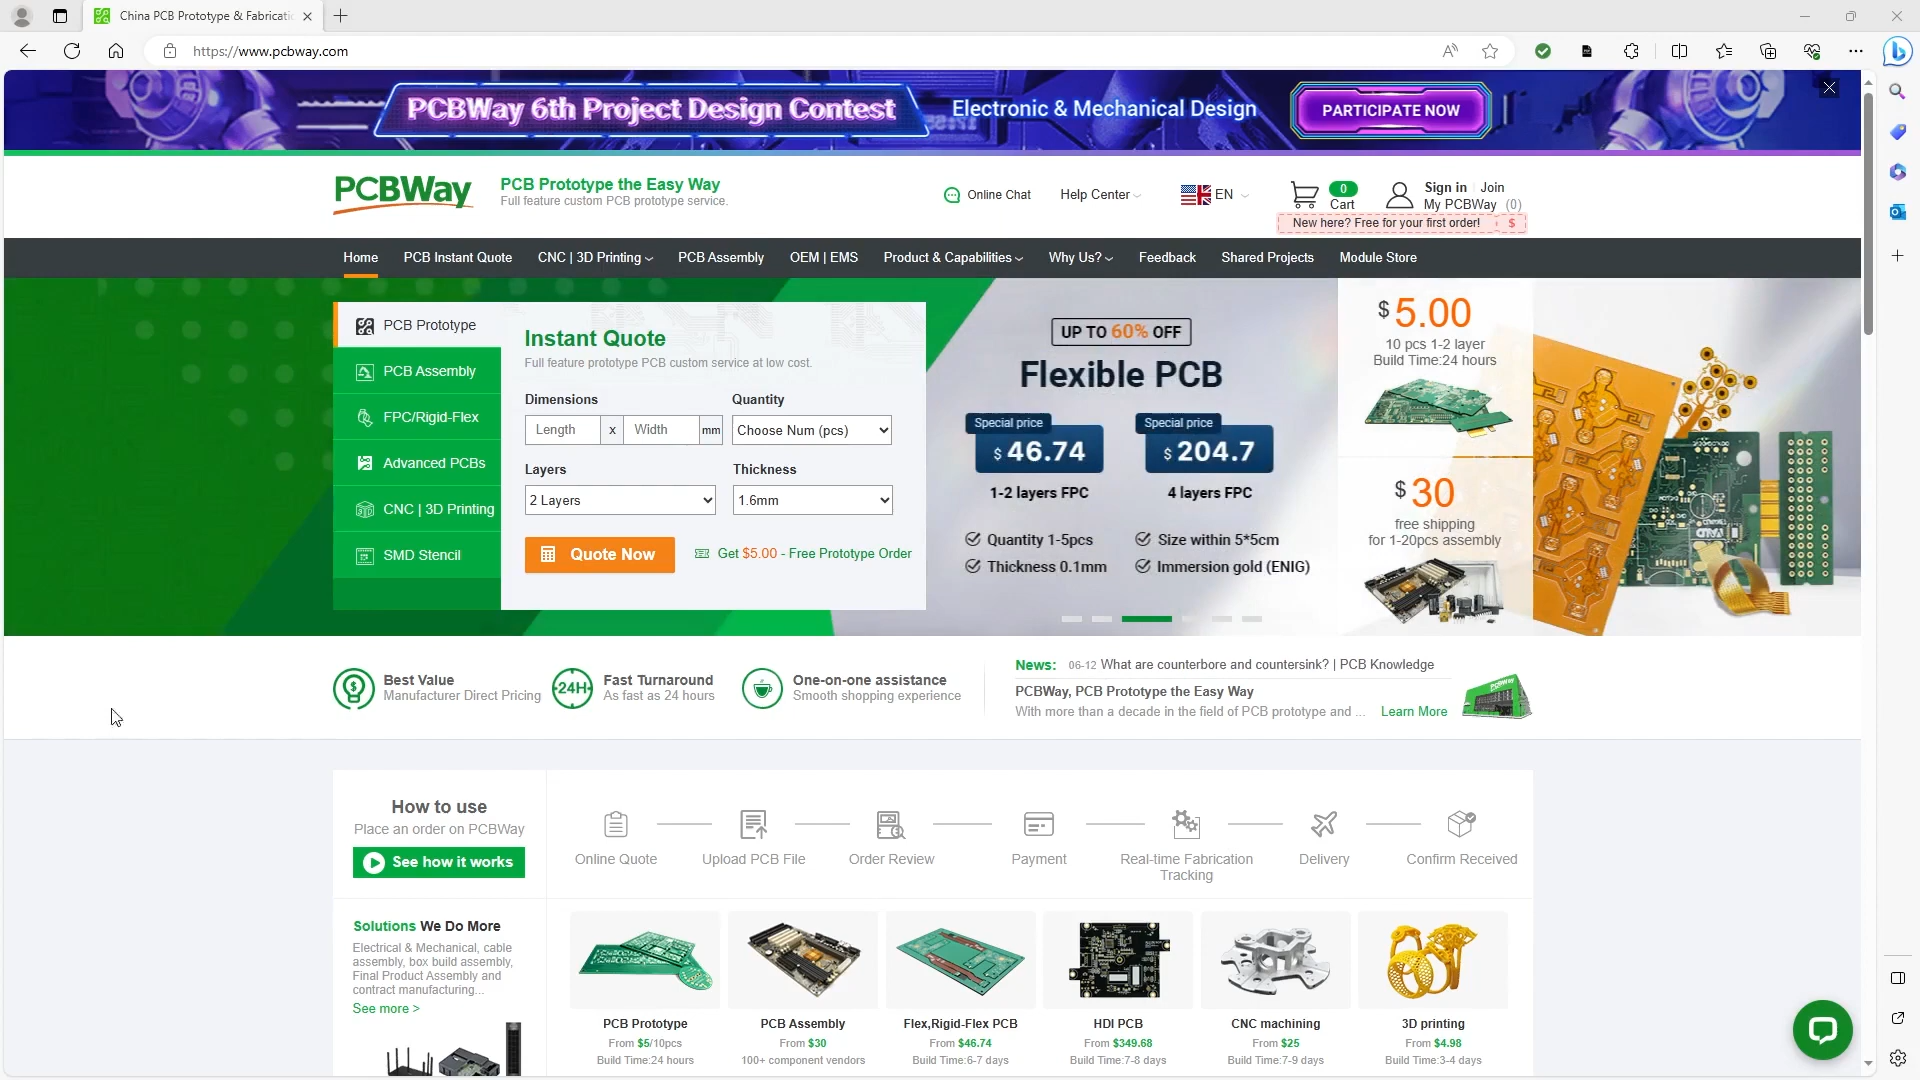 China PCB Prototype & Fabricatic
https://www.pcbway.com
PCBWay 6th Project Design Contest
Electronic & Mechanical Design
PARTICIPATE NOW
PCBWay
PCB Prototype the Easy Way
Full feature custom PCB prototype service.
Online Chat
Help Center
EN
0
Cart
Sign in
Join
My PCBWay (0)
New here? Free for your first order! $
Home
PCB Instant Quote
CNC | 3D Printing
PCB Assembly
OEM | EMS
Product & Capabilities
Why Us?
Feedback
Shared Projects
Module Store
PCB Prototype
PCB Assembly
FPC/Rigid-Flex
Advanced PCBs
CNC | 3D Printing
SMD Stencil
Instant Quote
Full feature prototype PCB custom service at low cost.
Dimensions
Quantity
Length x Width mm
Choose Num (pcs)
Layers
Thickness
2 Layers
1.6mm
Quote Now
Get $5.00 - Free Prototype Order
UP TO 60% OFF
Flexible PCB
Special price
$ 46.74
1-2 layers FPC
Special price
$ 204.7
4 layers FPC
Quantity 1-5pcs
Size within 5*5cm
Thickness 0.1mm
Immersion gold (ENIG)
$ 5.00
10 pcs 1-2 layer
Build Time:24 hours
$ 30
free shipping
for 1-20pcs assembly
Best Value
Manufacturer Direct Pricing
24H
Fast Turnaround
As fast as 24 hours
One-on-one assistance
Smooth shopping experience
News: 06-12 What are counterbore and countersink? | PCB Knowledge
PCBWay, PCB Prototype the Easy Way
With more than a decade in the field of PCB prototype and ... Learn More
How to use
Place an order on PCBWay
See how it works
Online Quote
Upload PCB File
Order Review
Payment
Real-time Fabrication
Tracking
Delivery
Confirm Received
Solutions We Do More
Electrical & Mechanical, cable
assembly, box build assembly,
Final Product Assembly and
contract manufacturing...
See more >
PCB Prototype
From $5/10pcs
Build Time:24 hours
PCB Assembly
From $30
100+ component vendors
Flex,Rigid-Flex PCB
From $46.74
Build Time:6-7 days
HDI PCB
From $349.68
Build Time:7-8 days
CNC machining
From $25
Build Time:7-9 days
3D printing
From $4.98
Build Time:3-4 days